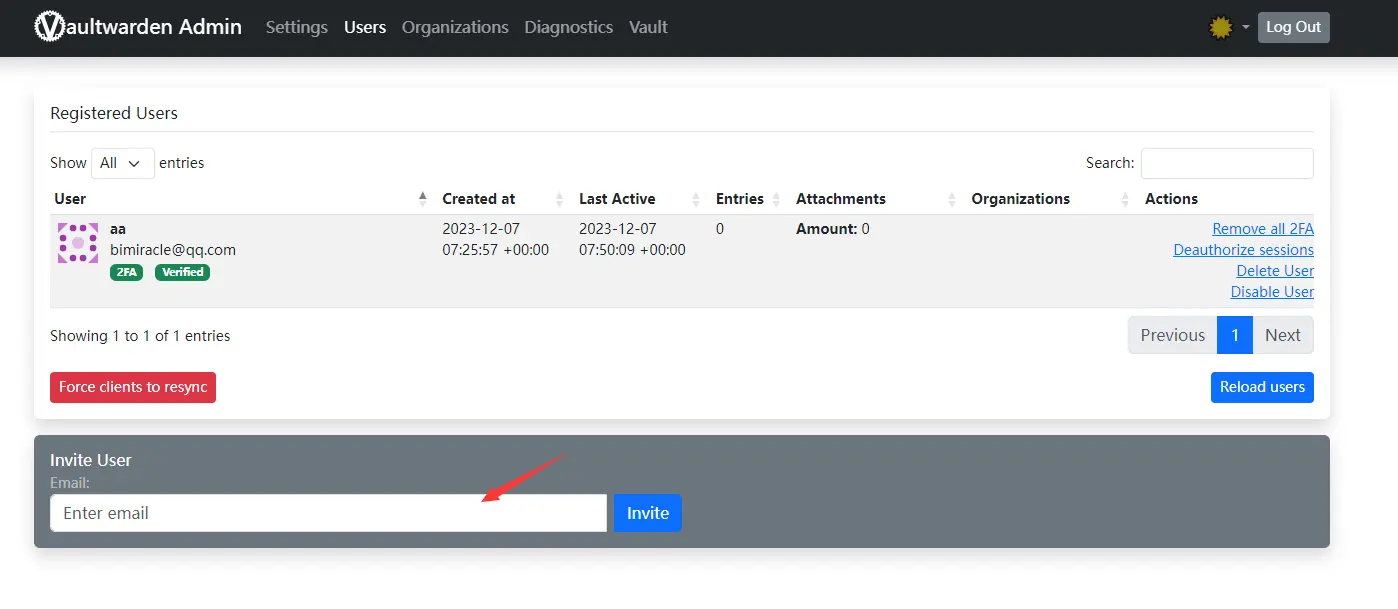 Vaultwarden Admin Settings Users Organizations Diagnostics Vault Log Out
Registered Users
Show All entries Search:
User Created at Last Active Entries Attachments Organizations Actions
aa 2023-12-07 2023-12-07 0 Amount: 0 Remove all 2FA
bimiracle@qq.com 07:25:57 +00:00 07:50:09 +00:00 Deauthorize sessions
2FA Verified Delete User
Disable User
Showing 1 to 1 of 1 entries Previous 1 Next
Force clients to resync Reload users
Invite User
Email:
Enter email Invite